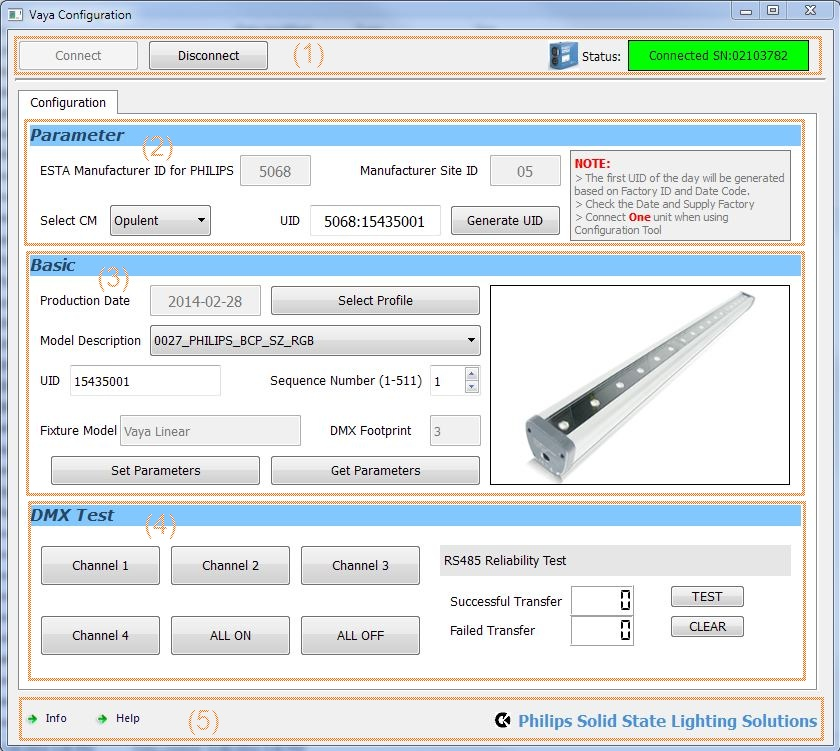 Vaya Configuration
Connect
Disconnect
(1)
Status:
Connected SN:02103782
Configuration
Parameter
(2)
ESTA Manufacturer ID for PHILIPS
5068
Manufacturer Site ID
05
Select CM
Opulent
UID
5068:15435001
Generate UID
NOTE:
> The first UID of the day will be generated
based on Factory ID and Date Code.
> Check the Date and Supply Factory
> Connect One unit when using
Configuration Tool
Basic
(3)
Production Date
2014-02-28
Select Profile
Model Description
0027_PHILIPS_BCP_SZ_RGB
UID
15435001
Sequence Number (1-511)
1
Fixture Model
Vaya Linear
DMX Footprint
3
Set Parameters
Get Parameters
DMX Test
(4)
Channel 1
Channel 2
Channel 3
Channel 4
ALL ON
ALL OFF
RS485 Reliability Test
Successful Transfer
0
TEST
Failed Transfer
0
CLEAR
Info
Help
(5)
Philips Solid State Lighting Solutions